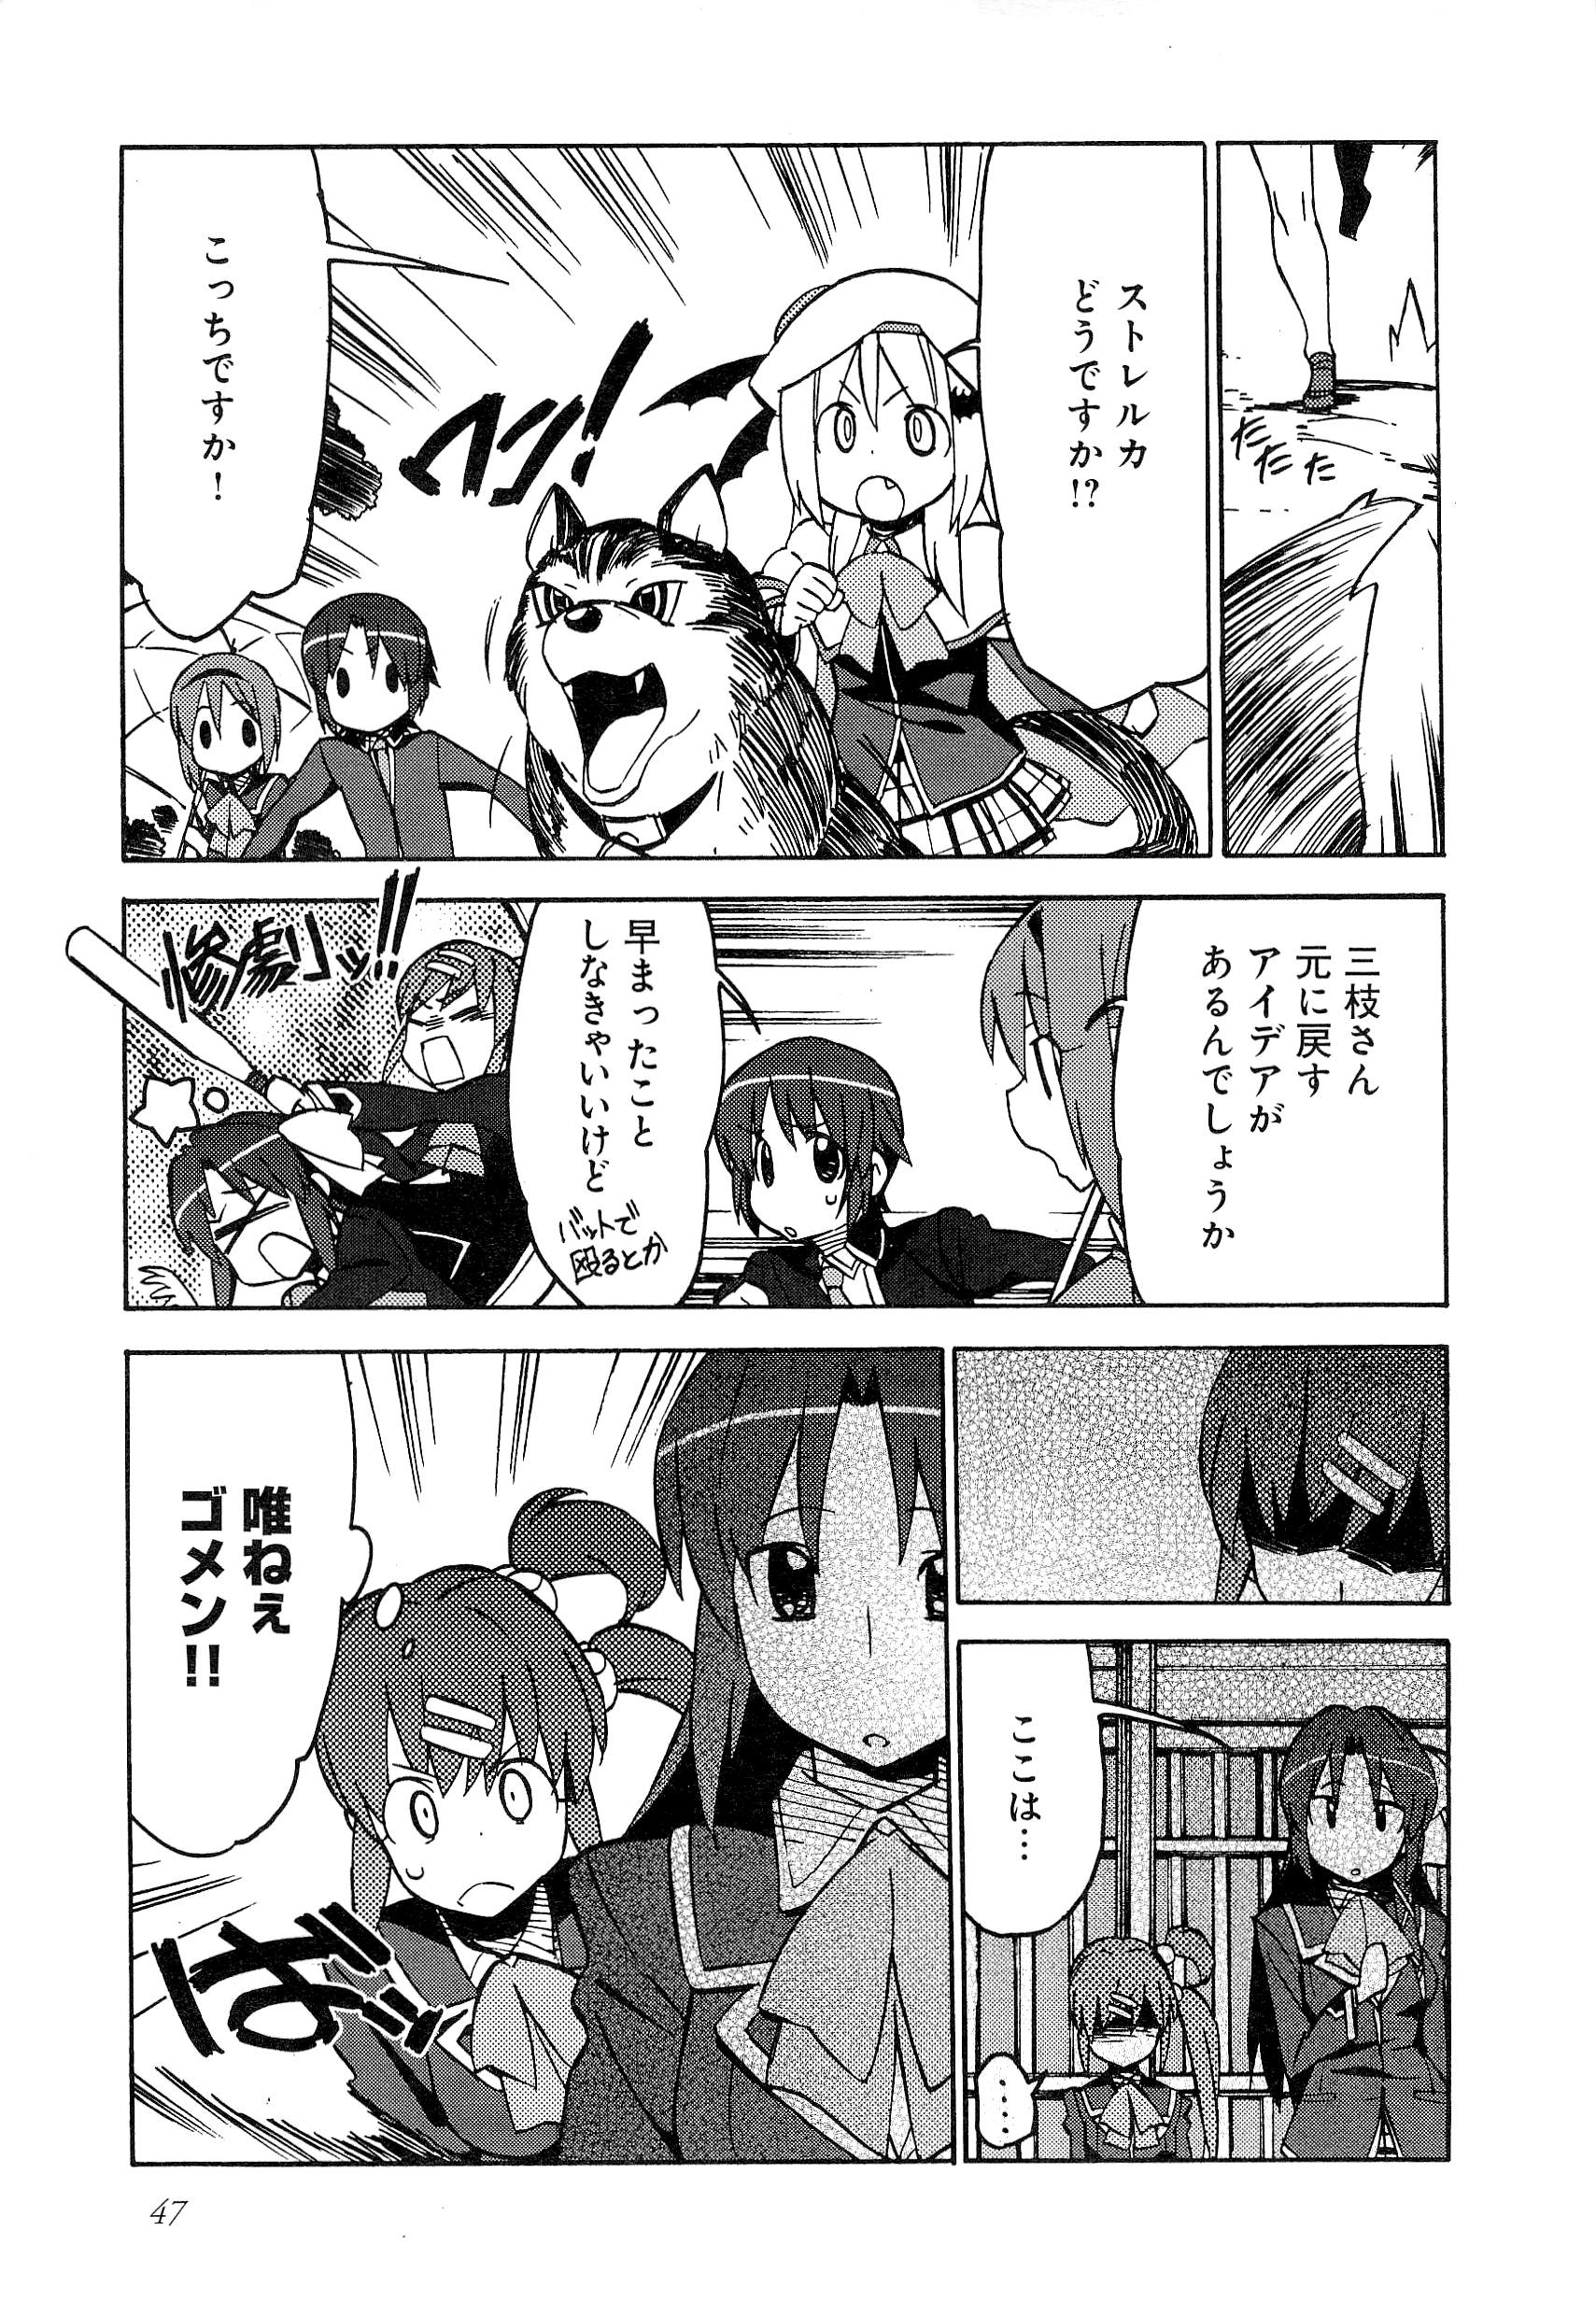 たたた
ストレルカ
どうですか!?
ワン!
こっちですか!
三枝さん
元に戻す
アイデアが
あるんでしょうか
早まったこと
しなきゃいいけど
バットで
殴るとか
惨劇ッ!!
ここは…
……
唯ねぇ
ゴメン!!
ばっ
47